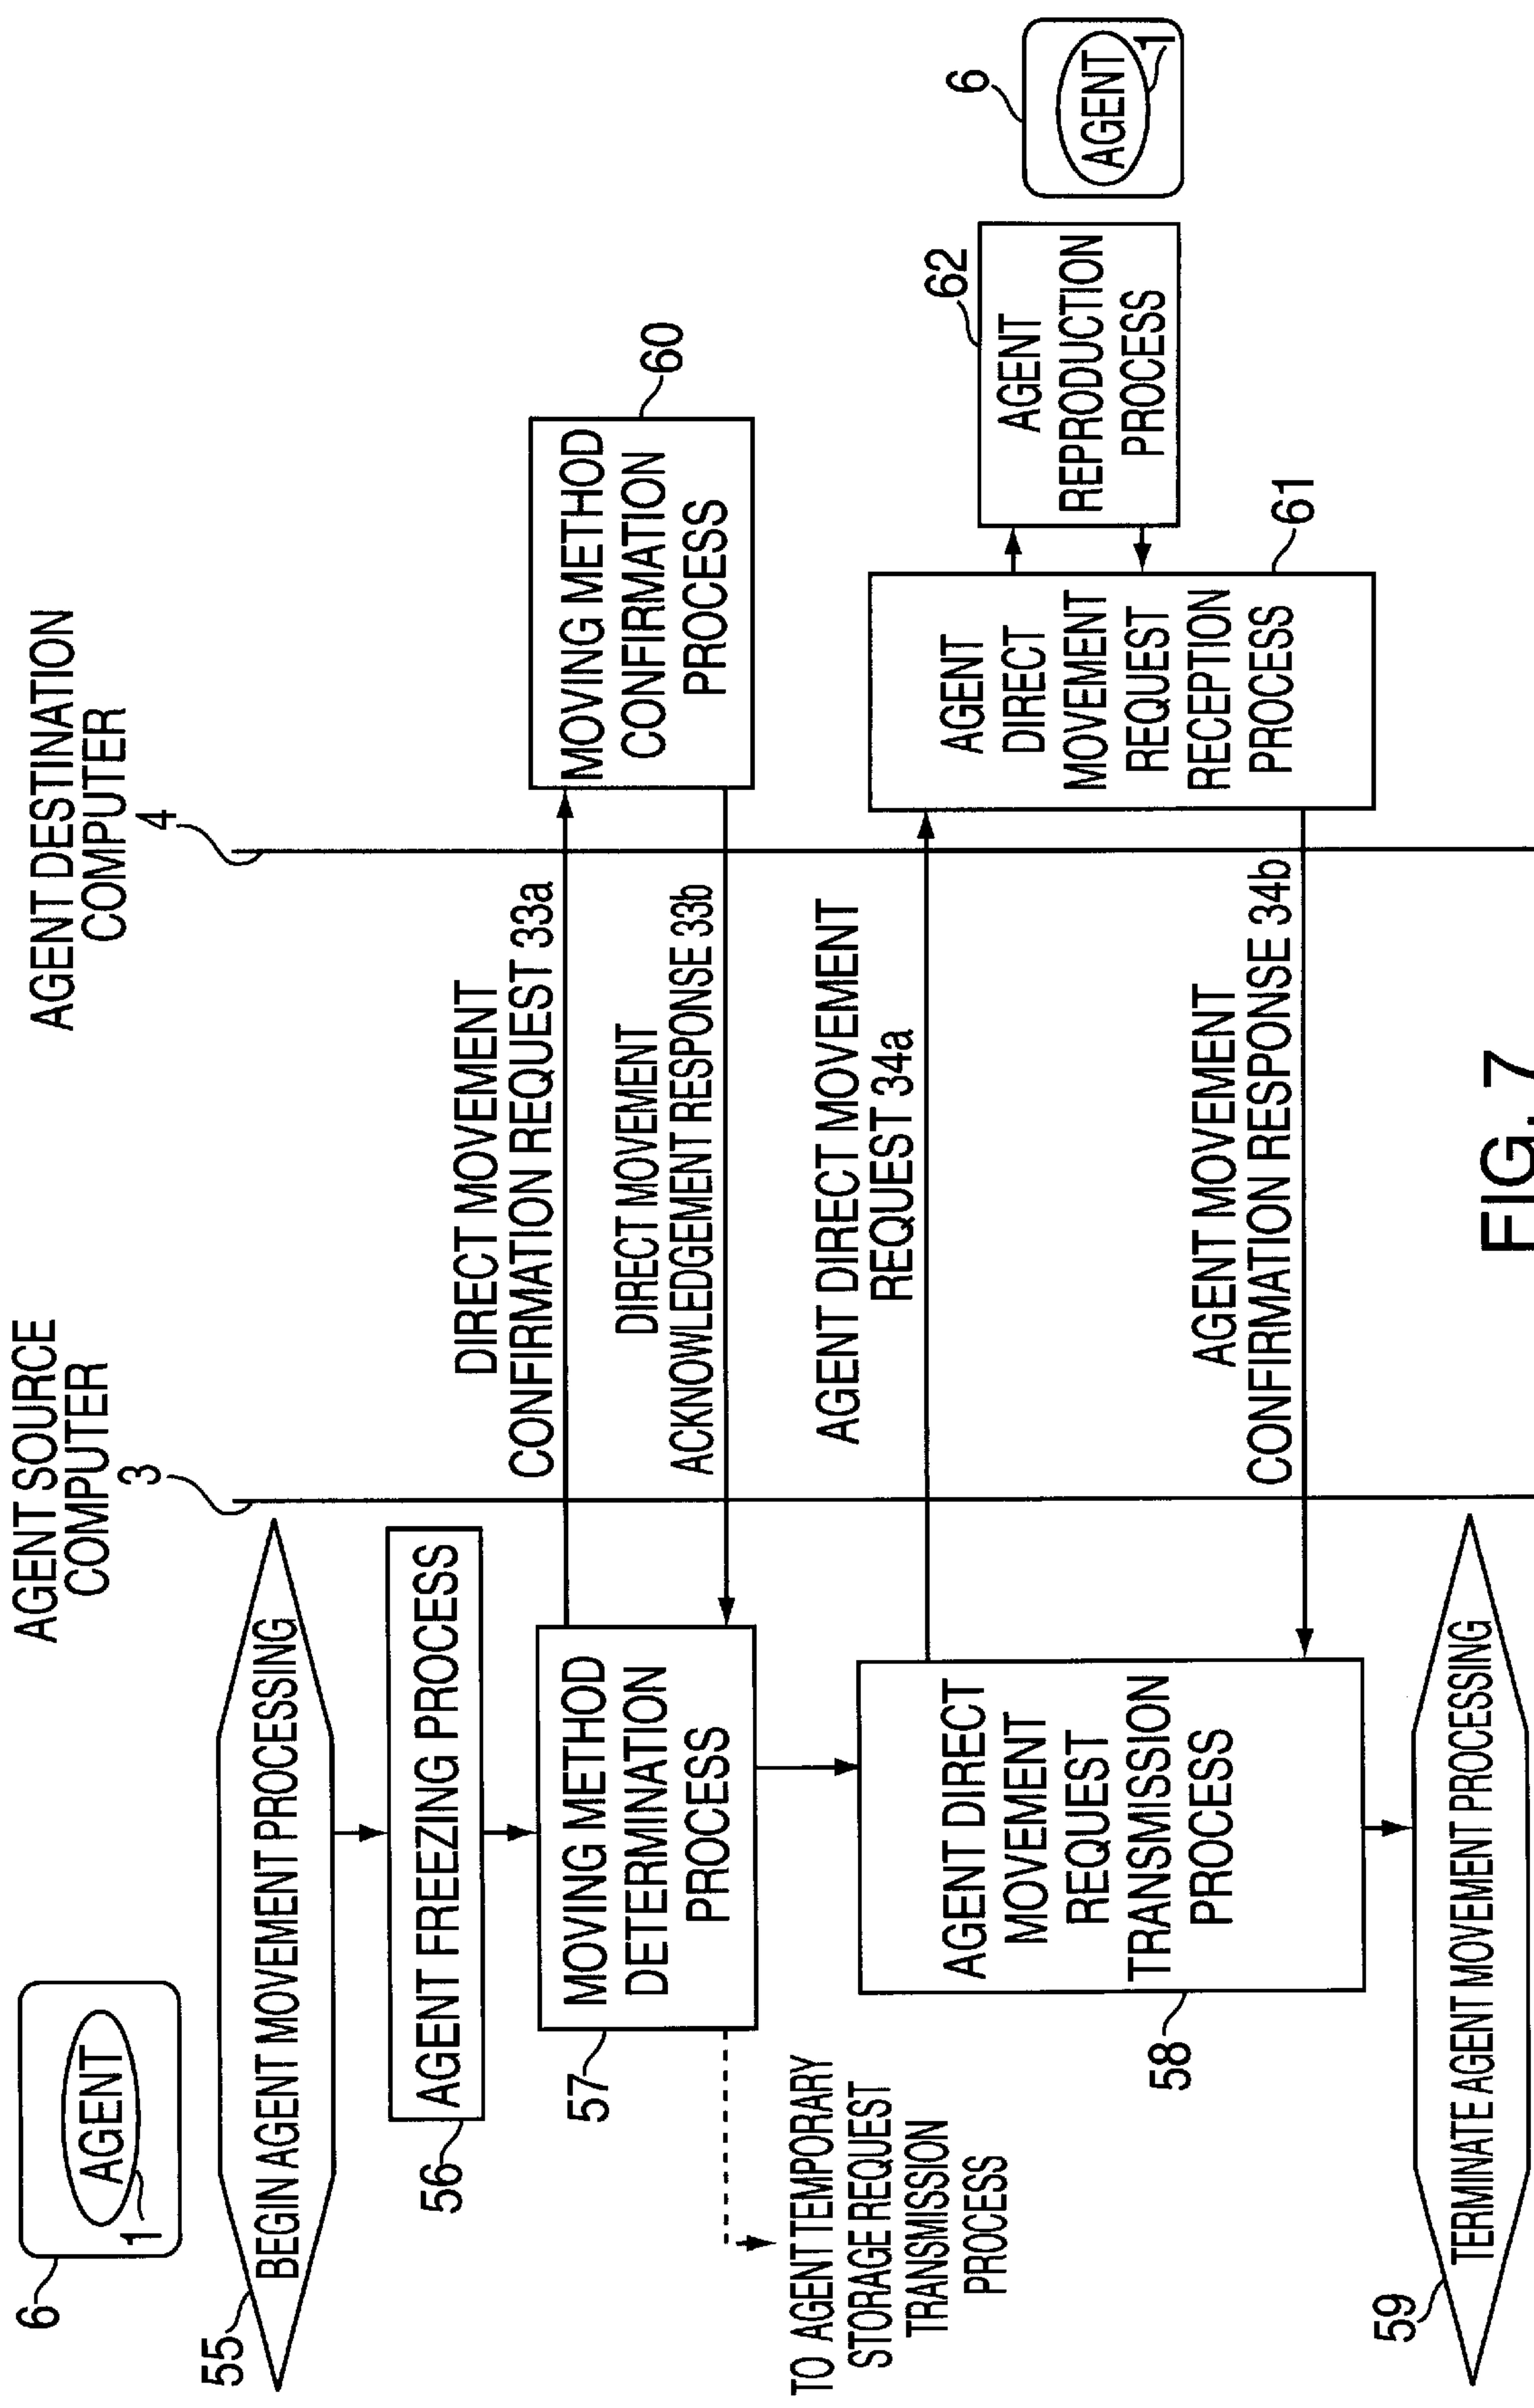 AGENT SOURCE
COMPUTER
3
AGENT DESTINATION
COMPUTER
4
6
AGENT
1
55
BEGIN AGENT MOVEMENT PROCESSING
56
AGENT FREEZING PROCESS
57
MOVING METHOD
DETERMINATION
PROCESS
DIRECT MOVEMENT
CONFIRMATION REQUEST 33a
DIRECT MOVEMENT
ACKNOWLEDGEMENT RESPONSE 33b
MOVING METHOD
CONFIRMATION
PROCESS
60
TO AGENT TEMPORARY
STORAGE REQUEST
TRANSMISSION
PROCESS
58
AGENT DIRECT
MOVEMENT
REQUEST
TRANSMISSION
PROCESS
AGENT DIRECT MOVEMENT
REQUEST 34a
AGENT MOVEMENT
CONFIRMATION RESPONSE 34b
AGENT
DIRECT
MOVEMENT
REQUEST
RECEPTION
PROCESS
61
62
AGENT
REPRODUCTION
PROCESS
6
AGENT
1
59
TERMINATE AGENT MOVEMENT PROCESSING
FIG. 7